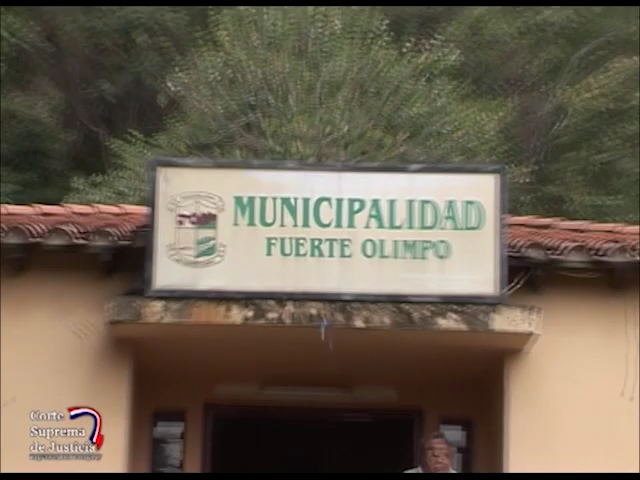 MUNICIPALIDAD
FUERTE OLIMPO
Corte
Suprema
de Justicia